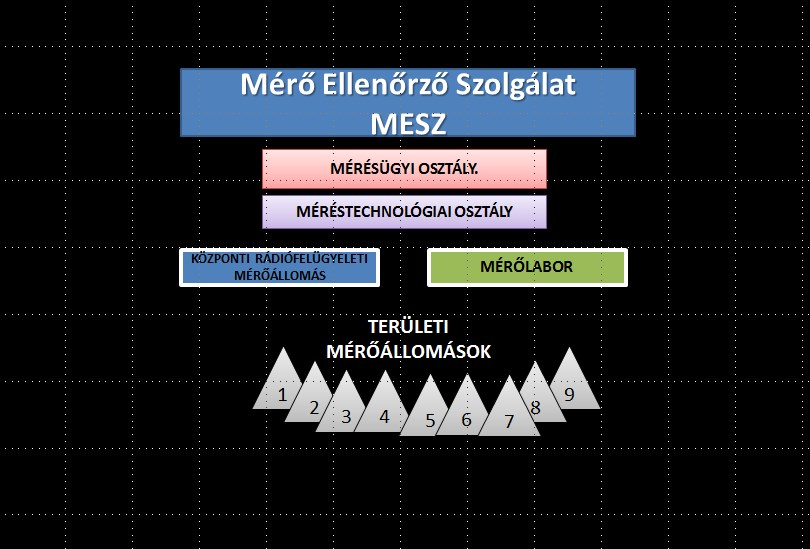 Mérő Ellenőrző Szolgálat
MESZ
MÉRÉSÜGYI OSZTÁLY.
MÉRÉSTECHNOLÓGIAI OSZTÁLY
KÖZPONTI RÁDIÓFELÜGYELETI
MÉRŐÁLLOMÁS
MÉRŐLABOR
TERÜLETI
MÉRŐÁLLOMÁSOK
1 2 3 4 5 6 7 8 9